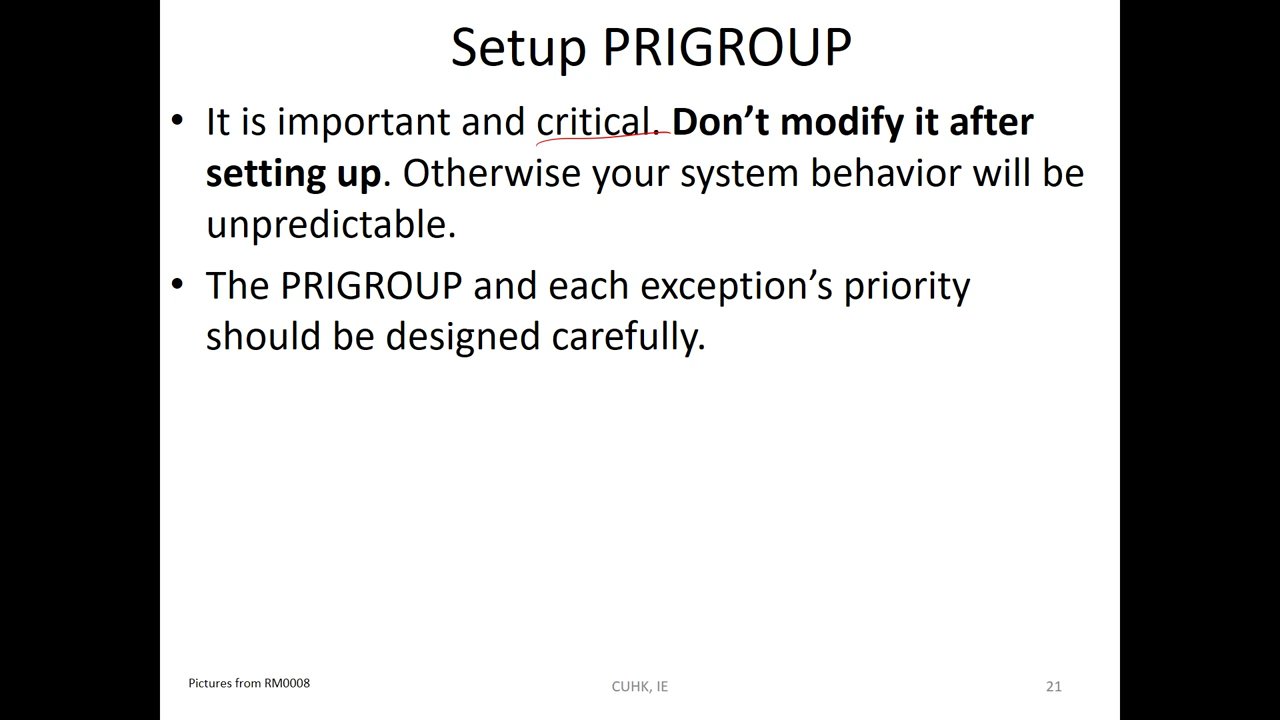 Setup PRIGROUP
• It is important and critical. Don’t modify it after
setting up. Otherwise your system behavior will be
unpredictable.
• The PRIGROUP and each exception’s priority
should be designed carefully.
Pictures from RM0008
CUHK, IE
21